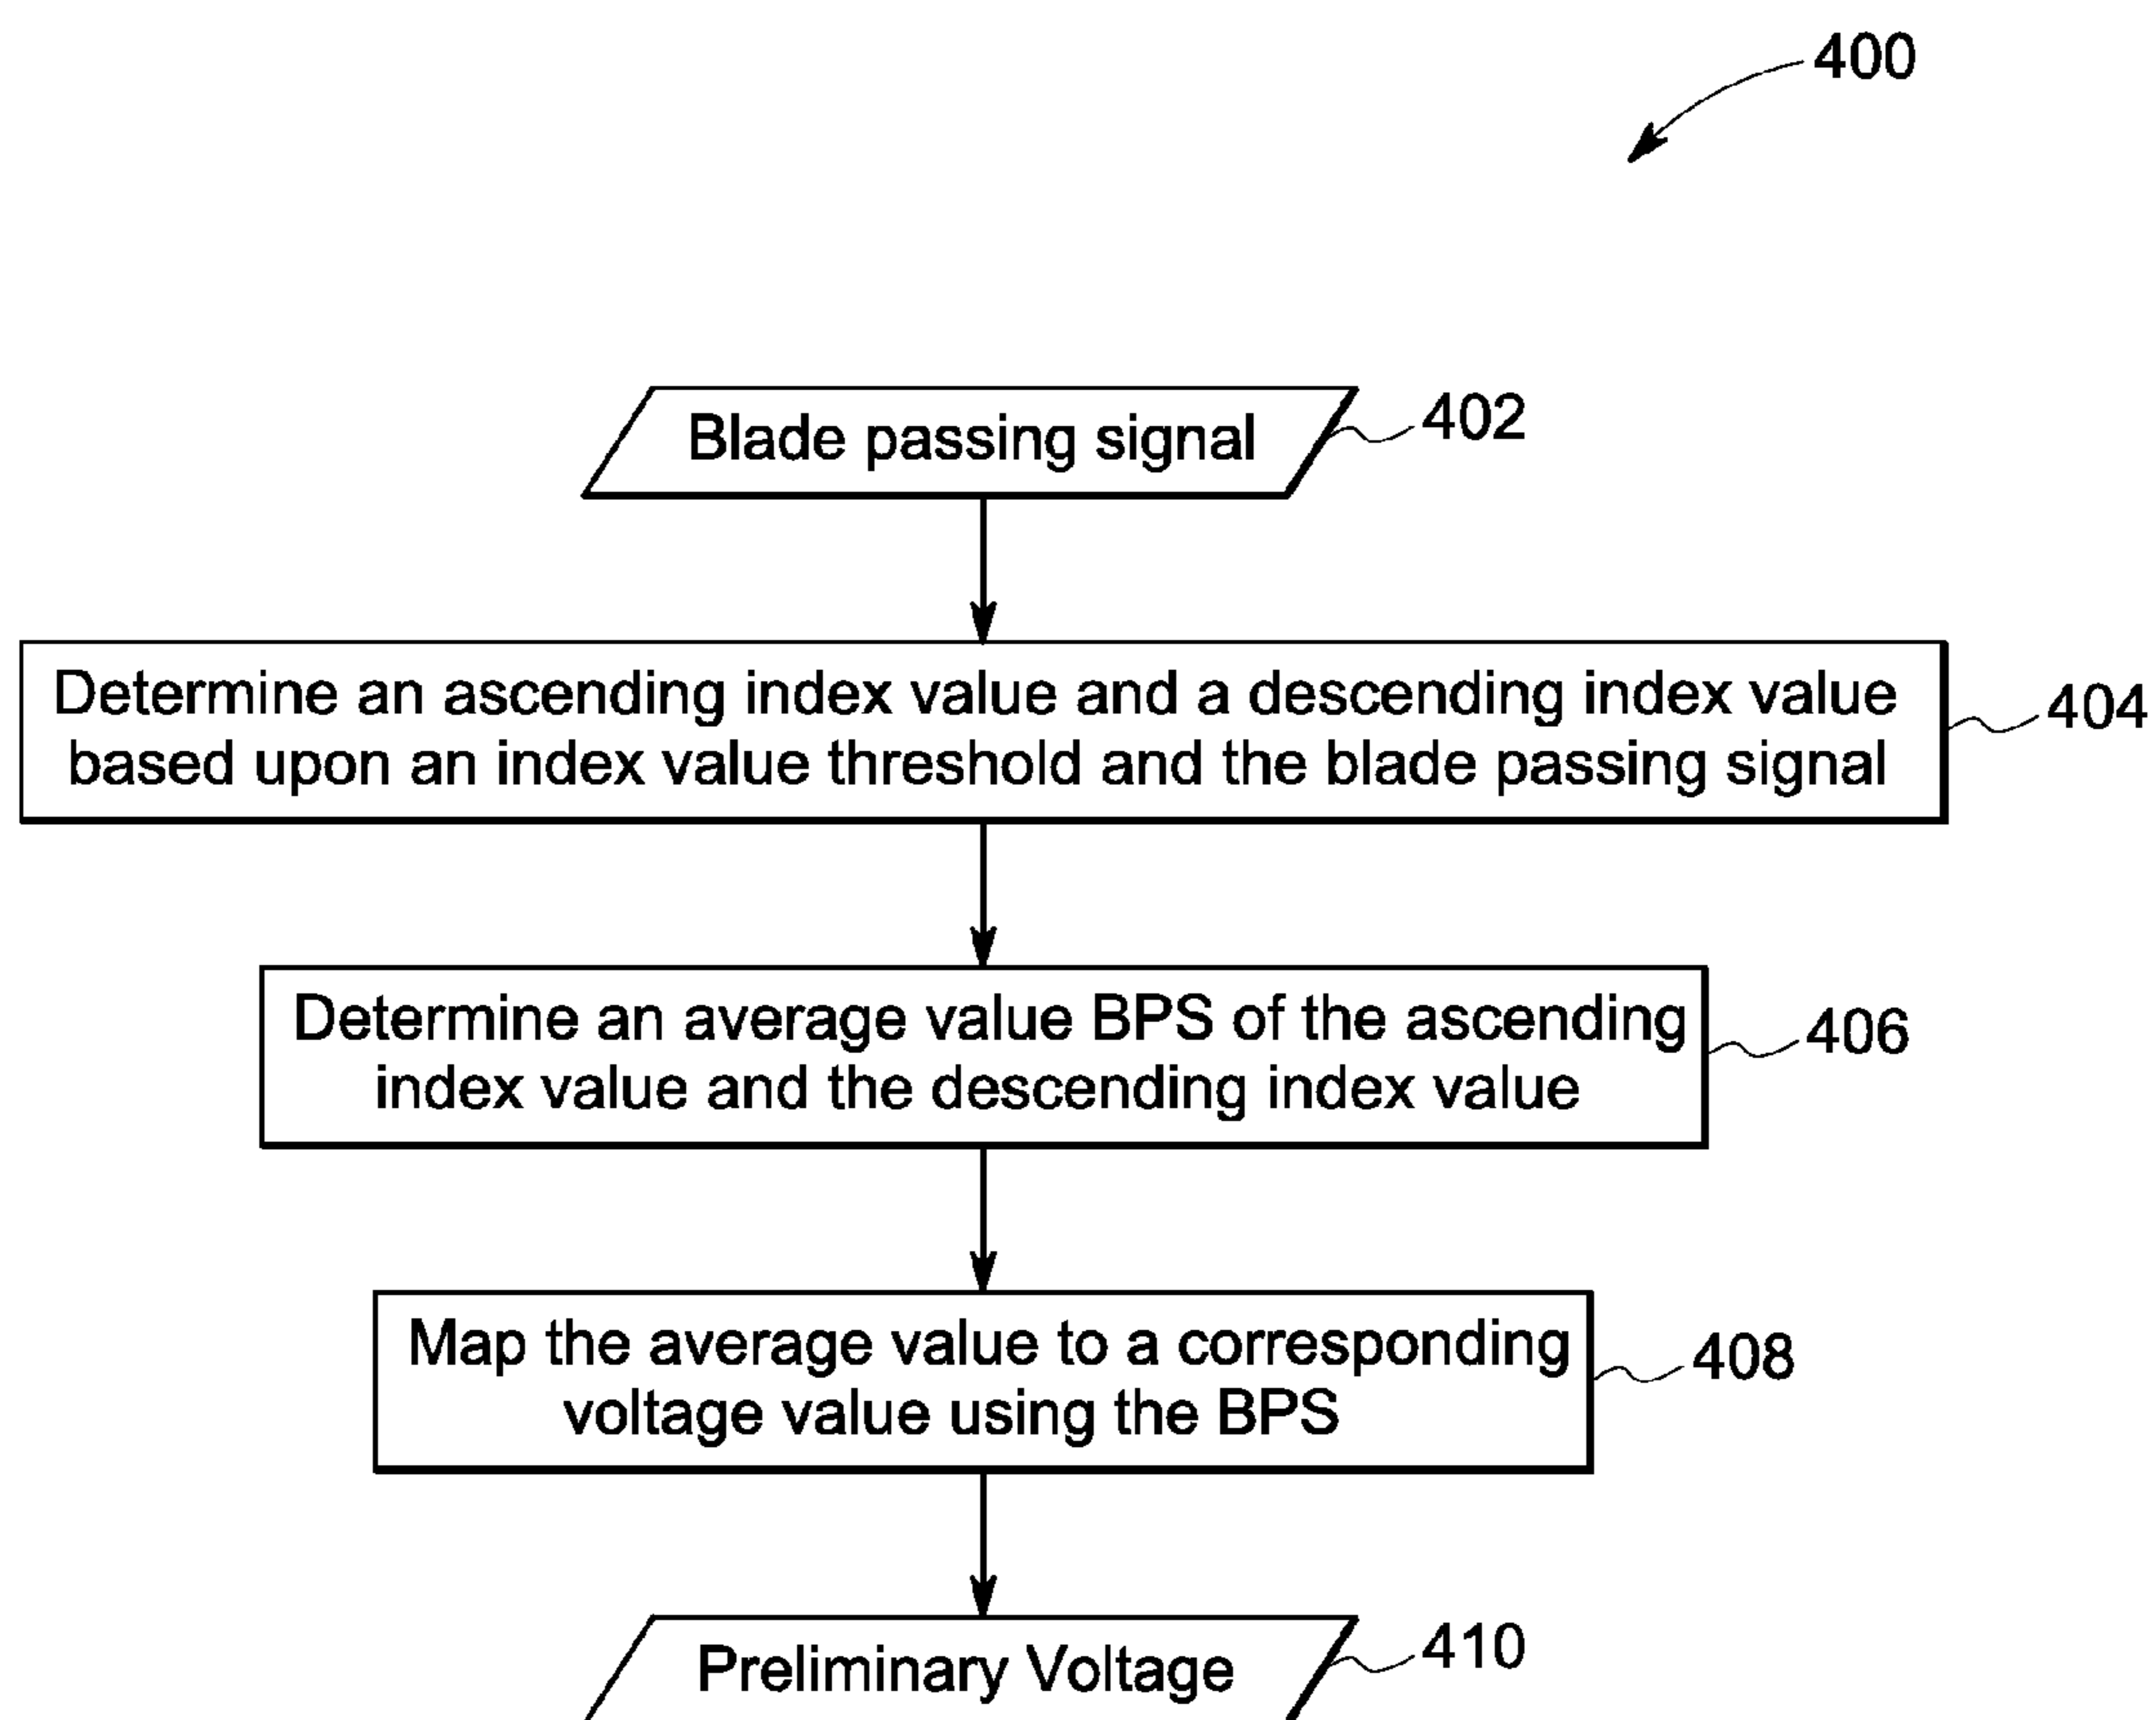 400
Blade passing signal
402
Determine an ascending index value and a descending index value
based upon an index value threshold and the blade passing signal
404
Determine an average value BPS of the ascending
index value and the descending index value
406
Map the average value to a corresponding
voltage value using the BPS
408
Preliminary Voltage
410